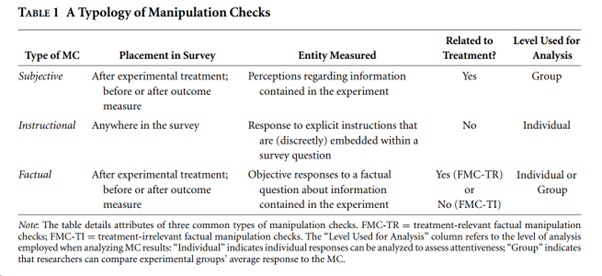 TABLE 1 A Typology of Manipulation Checks
Related to Level Used for
Type of MC Placement in Survey Entity Measured Treatment? Analysis
Subjective After experimental treatment; Perceptions regarding information Yes Group
before or after outcome contained in the experiment
measure
Instructional Anywhere in the survey Response to explicit instructions that No Individual
are (discreetly) embedded within a
survey question
Factual After experimental treatment; Objective responses to a factual Yes (FMC-TR) Individual or
before or after outcome question about information or Group
measure contained in the experiment No (FMC-TI)
Note: The table details attributes of three common types of manipulation checks. FMC-TR = treatment-relevant factual manipulation
checks; FMC-TI = treatment-irrelevant factual manipulation checks. The “Level Used for Analysis” column refers to the level of analysis
employed when analyzing MC results: “Individual” indicates individual responses can be analyzed to assess attentiveness; “Group” indicates
that researchers can compare experimental groups’ average response to the MC.